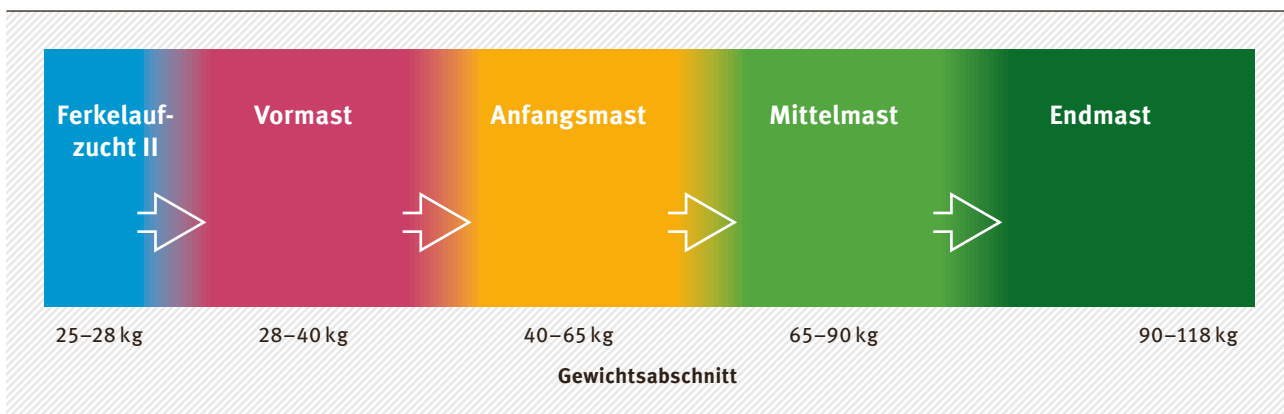 Ferkelauf-
zucht II
Vormast
Anfangsmast
Mittelmast
Endmast
25–28 kg
28–40 kg
40–65 kg
65–90 kg
90–118 kg
Gewichtsabschnitt